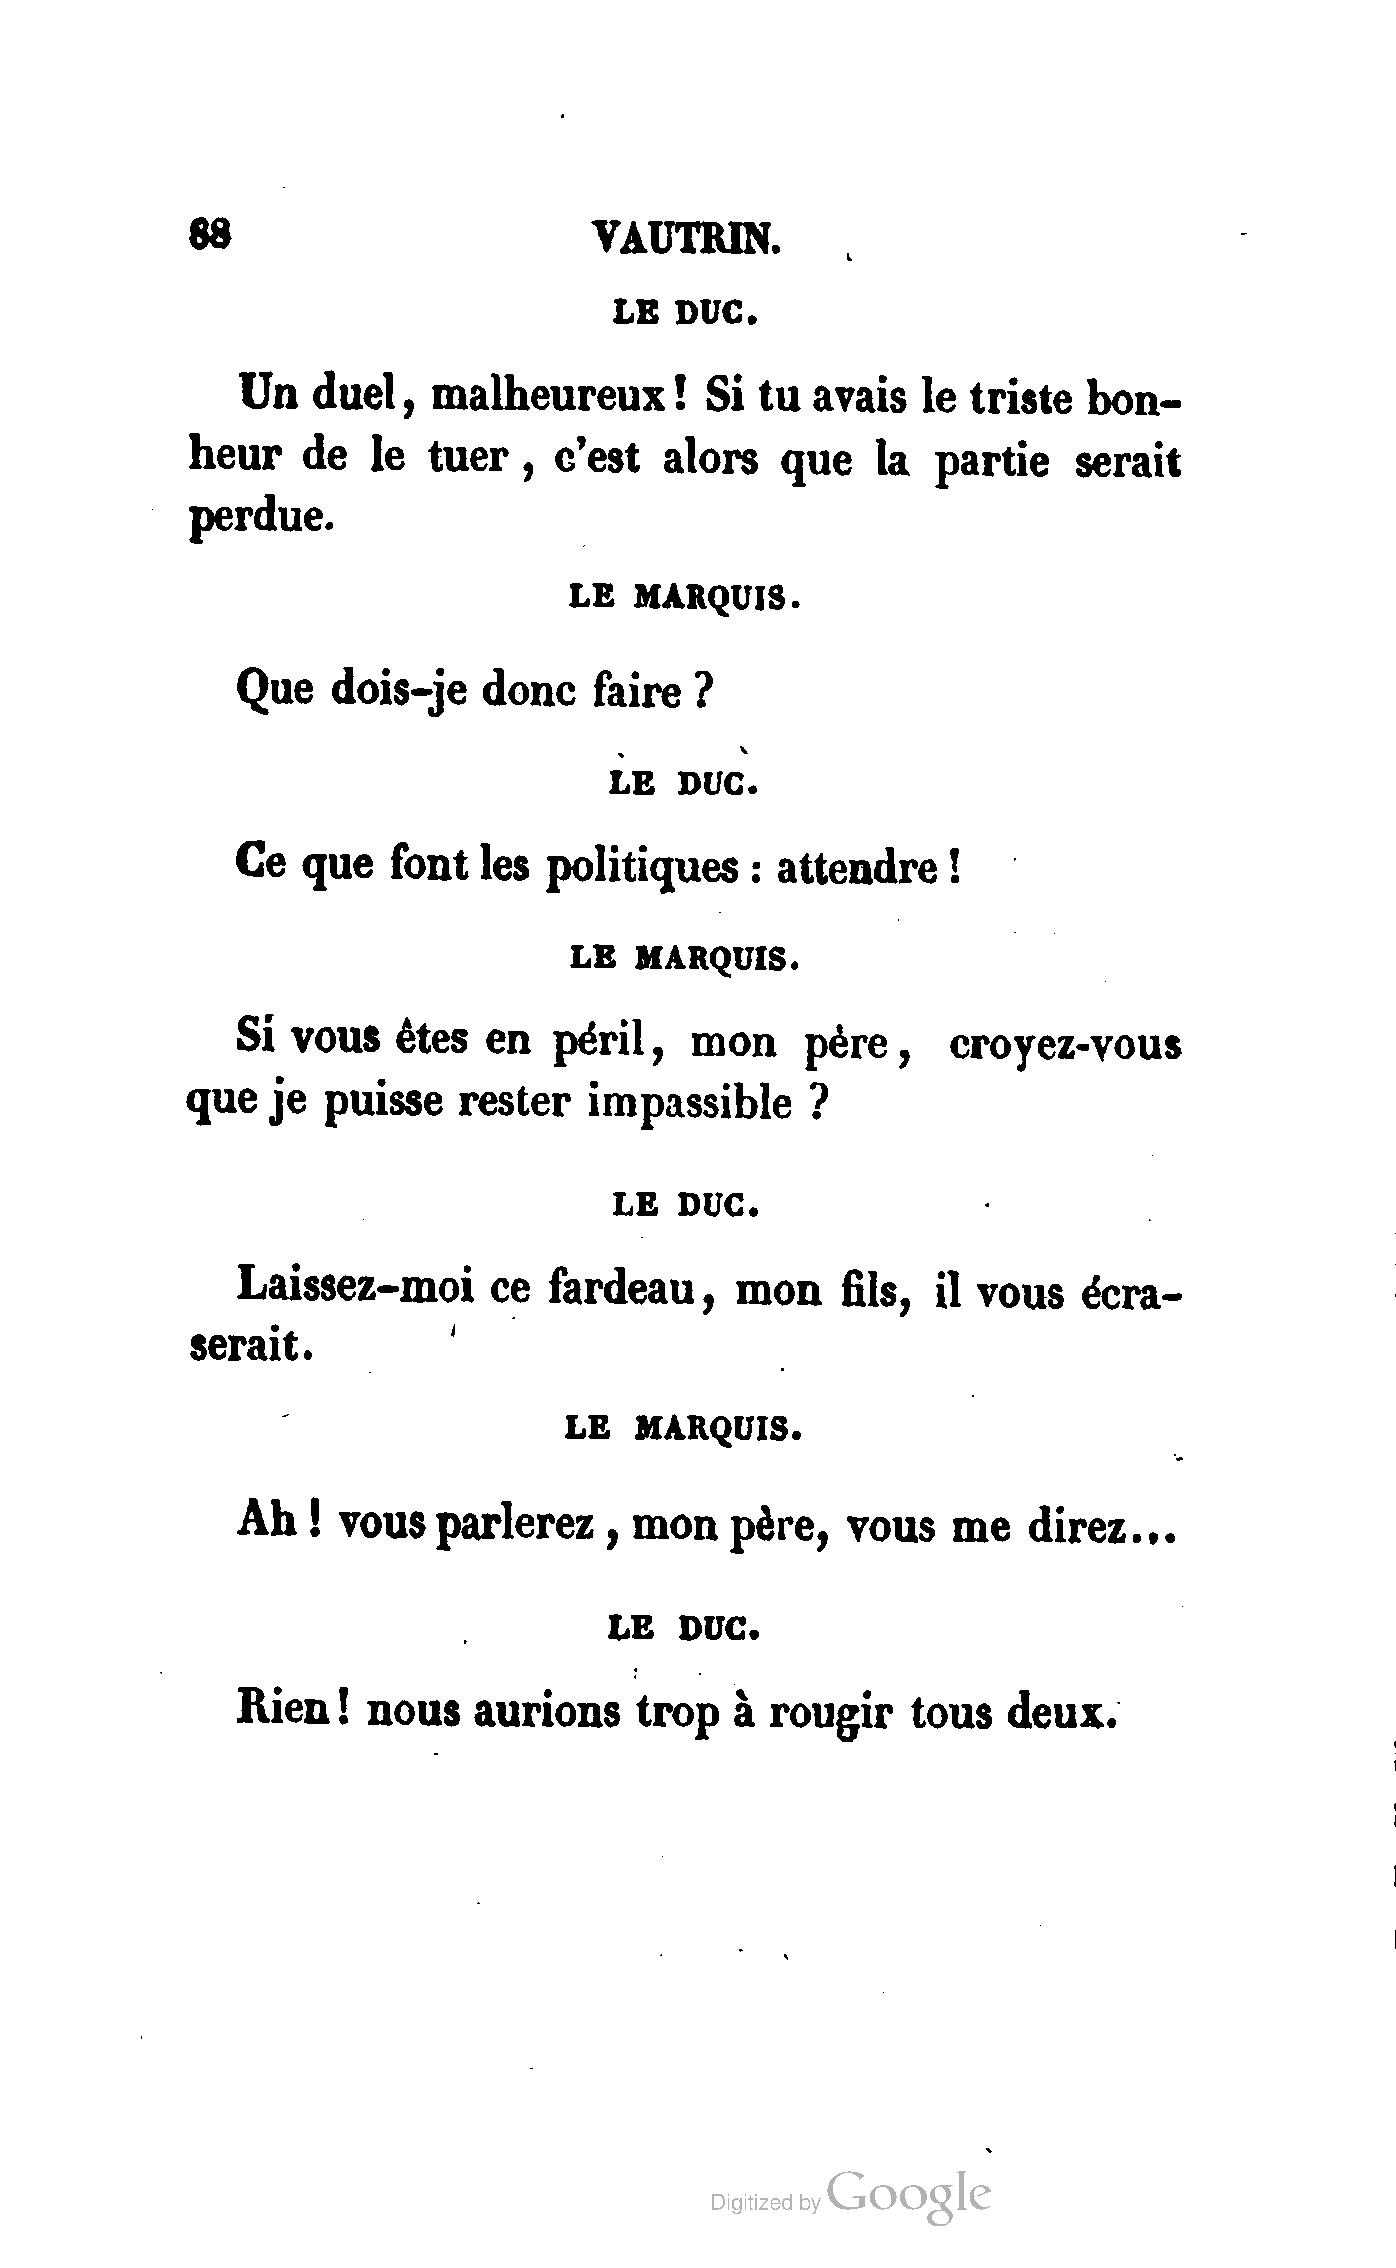 88 VAUTRIN.
LE DUC.
Un duel, malheureux ! Si tu avais le triste bon-
heur de le tuer , c'est alors que la partie serait
perdue.
LE MARQUIS.
Que dois-je donc faire ?
LE DUC.
Ce que font les politiques : attendre !
LE MARQUIS.
Si vous êtes en péril, mon père, croyez-vous
que je puisse rester impassible ?
LE DUC.
Laissez-moi ce fardeau, mon fils, il vous écra-
serait.
LE MARQUIS.
Ah ! vous parlerez , mon père, vous me direz...
LE DUC.
Rien ! nous aurions trop à rougir tous deux.
Digitized by Google